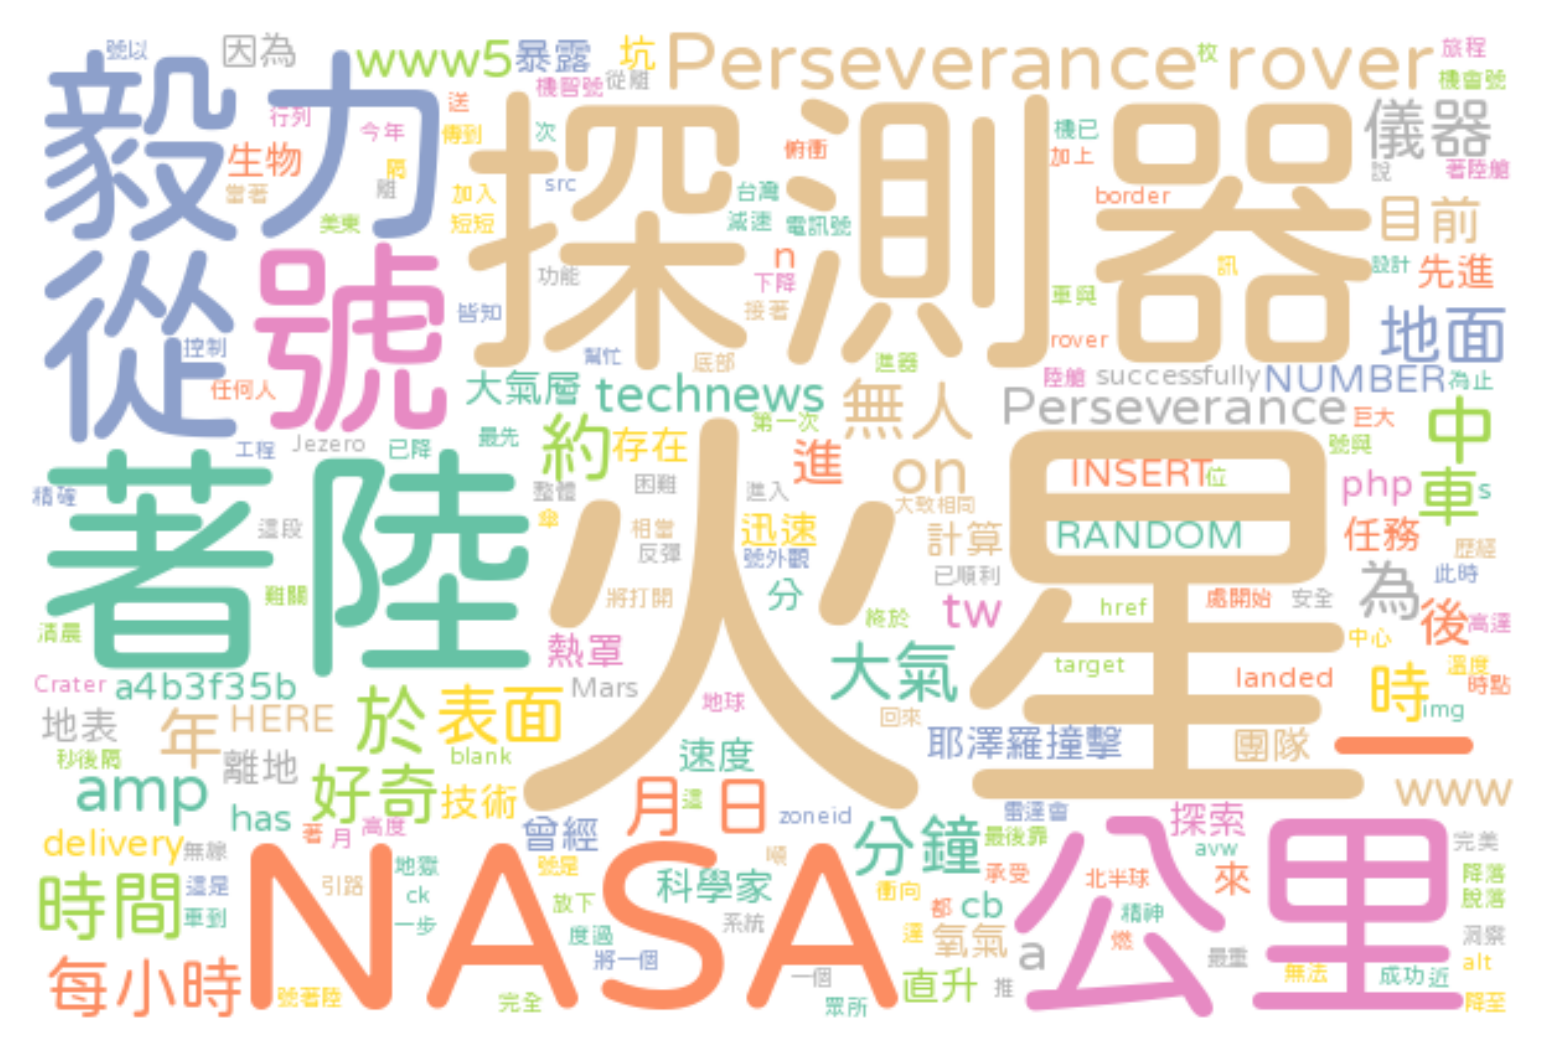 號以 因為 www5 暴露 坑 Perseverance 枚 rover 旅程
毅力 機智號 從離 機會號
行列 今年 送 傳到 次 探測器 機已 儀器
生物 隔 俯衝 加上 說 著陸艙
當著 離 加入 src 台灣 border 目前
美東 短短 減速 電訊號
從 號 功能 n 下降 訊 設計 先進
皆知 接著 車與 地面
控制 幫忙 底部 進器 rover
任何人 大氣層 technews 無人 陸艙 successfully NUMBER 為止
工程 Jezero 已降 最先 約 存在 第一次 進 on Perseverance 巨大 中
著陸 火星 INSERT 位 號與
精確 整體 困難 進入 大致相同 php 車 s
這段 傘 相當 迅速 計算 RANDOM 任務 歷經
反彈 號外觀 已順利 此時
難關 將打開 分 終於 tw href 處開始 安全 為 後 高達
清晨 熱罩 大氣 target 中心
Crater a4b3f35b Mars 地球 landed 時 溫度 時點
地表 年 HERE 於 表面 回來 img
秒後隔 離地 blank 速度 耶澤羅撞擊 團隊 一
amp 好奇 技術 月 這 日 www
has 著 月 高度 曾經 zoneid 分鐘 雷達會 探索
delivery 無線 地獄 號是 噸 最後靠 avw 完美
時間 這是 引路 ck NASA 科學家 衝向 承受 北半球 來 公里 降落
車到 一步 放下 系統 都 cb 精神 脫落
度過 達 氧氣 a 燃 洞察
每小時 將一個 一個 直升 最重 無法 成功 近 alt
號著陸 完全 眾所 推 降至